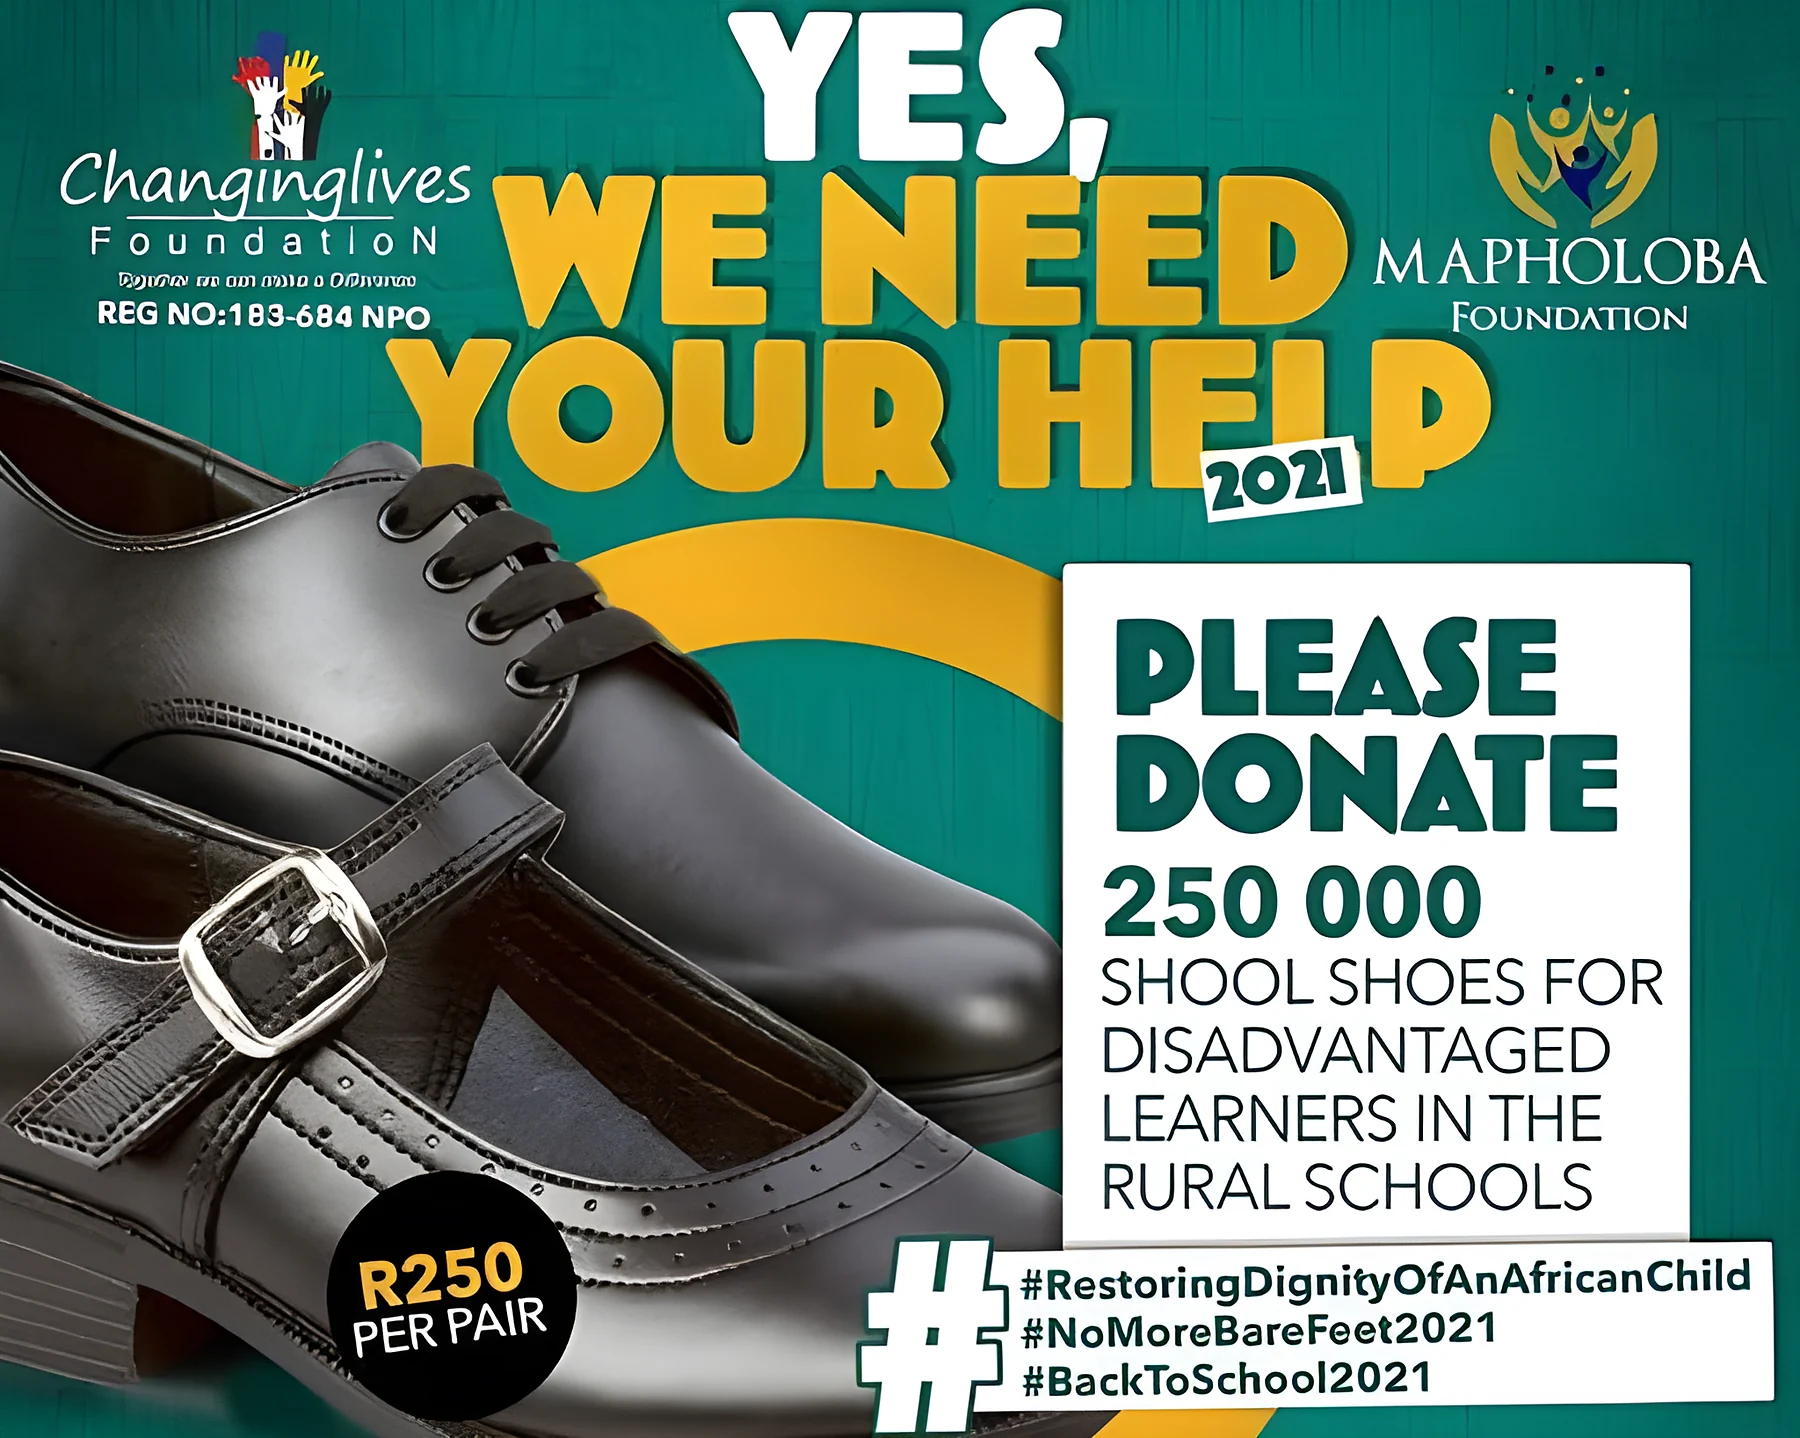 YES,
WE NEED
YOUR HELP
2021
Changinglives
FoundatIoN
REG NO:183-684 NPO
MAPHOLOBA
FOUNDATION
PLEASE
DONATE
250 000
SHOOL SHOES FOR
DISADVANTAGED
LEARNERS IN THE
RURAL SCHOOLS
R250
PER PAIR
#
#RestoringDignityOfAnAfricanChild
#NoMoreBareFeet2021
#BackToSchool2021